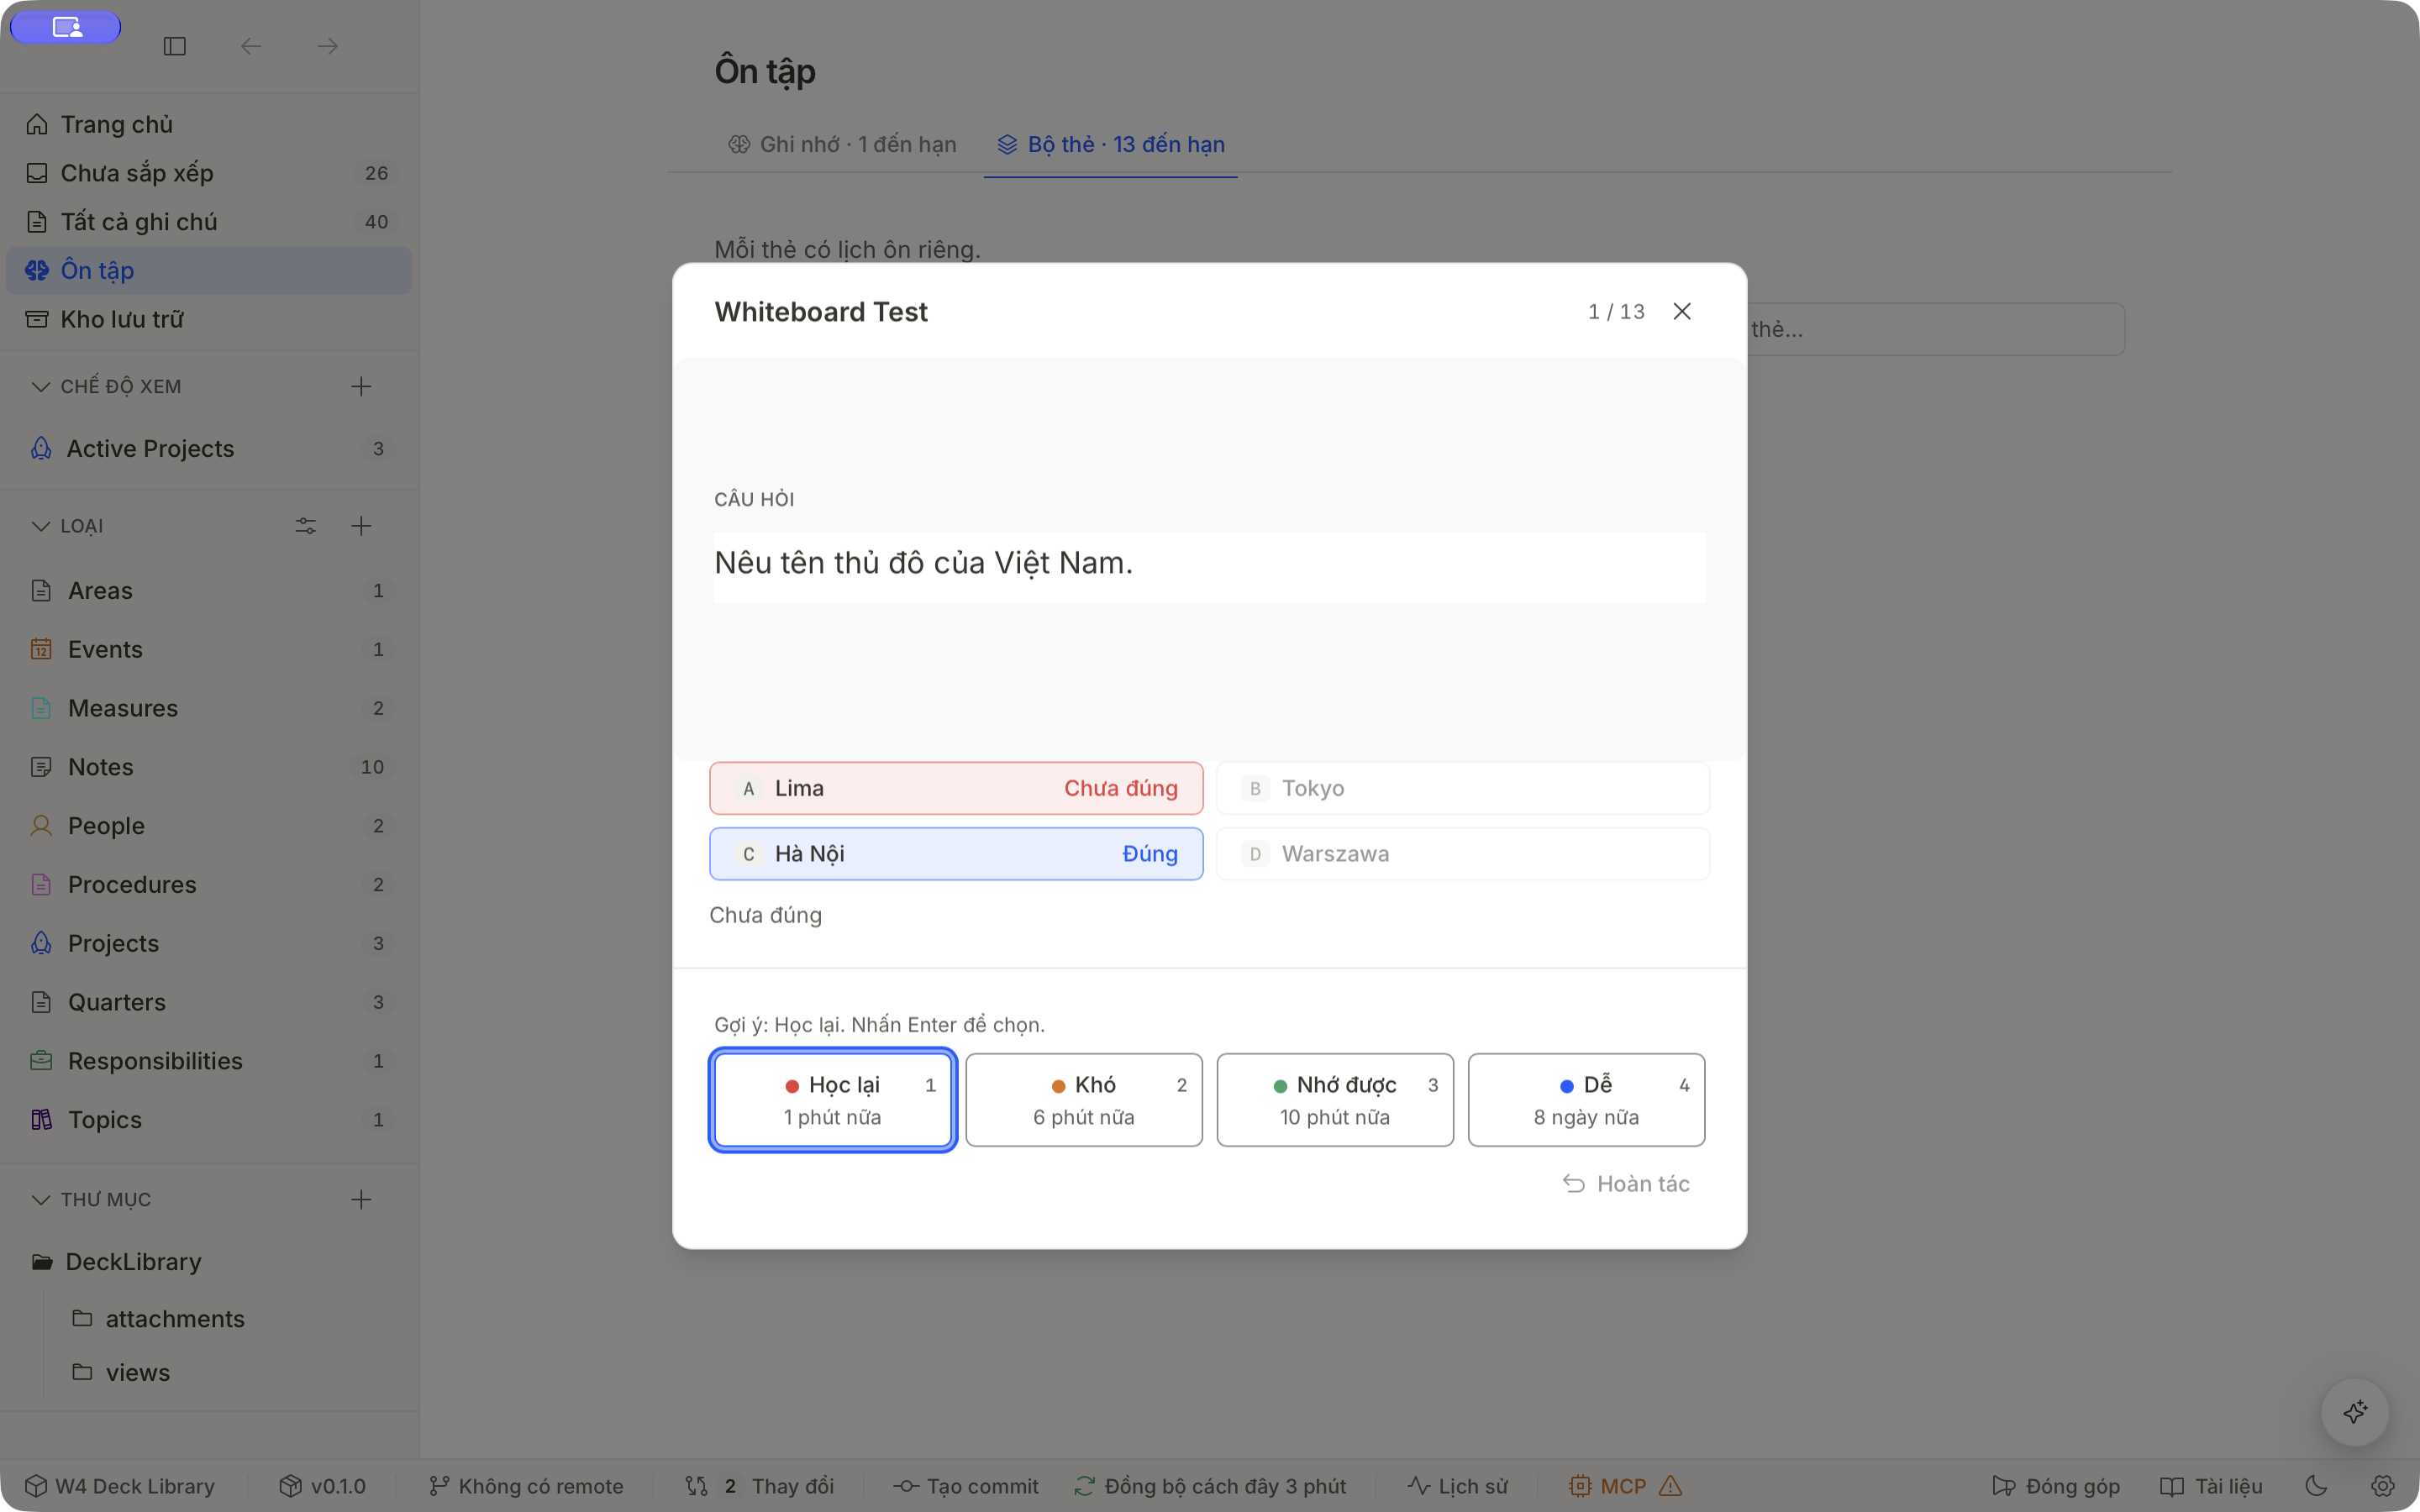 Trang chủ
Chưa sắp xếp 26
Tất cả ghi chú 40
Ôn tập
Kho lưu trữ
CHẾ ĐỘ XEM
Active Projects 3
LOẠI
Areas 1
12
Events 1
Measures 2
Notes 10
People 2
Procedures 2
Projects 3
Quarters 3
Responsibilities 1
Topics 1
THƯ MỤC
DeckLibrary
attachments
views
Ôn tập
Ghi nhớ · 1 đến hạn
Bộ thẻ · 13 đến hạn
Mỗi thẻ có lịch ôn riêng.
thẻ...
Whiteboard Test 1 / 13
CÂU HỎI
Nêu tên thủ đô của Việt Nam.
A Lima Chưa đúng
B Tokyo
C Hà Nội Đúng
D Warszawa
Chưa đúng
Gợi ý: Học lại. Nhấn Enter để chọn.
Học lại 1
1 phút nữa
Khó 2
6 phút nữa
Nhớ được 3
10 phút nữa
Dễ 4
8 ngày nữa
Hoàn tác
W4 Deck Library
v0.1.0
Không có remote
2 Thay đổi
Tạo commit
Đồng bộ cách đây 3 phút
Lịch sử
MCP
Đóng góp
Tài liệu